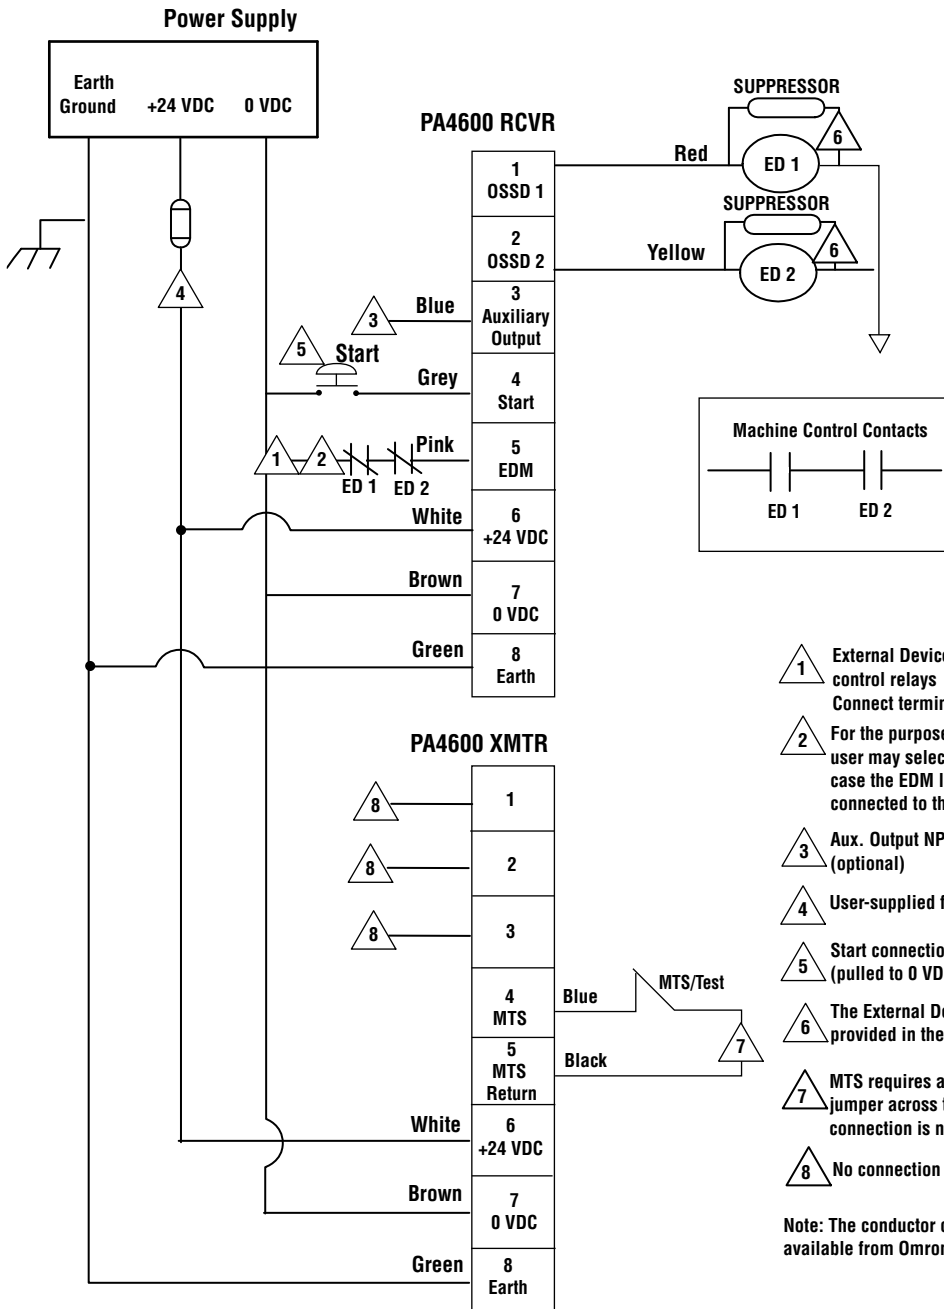 Power Supply
Earth
Ground
+24 VDC
0 VDC
PA4600 RCVR
SUPPRESSOR
6
Red
ED 1
1
OSSD 1
SUPPRESSOR
6
Yellow
ED 2
2
OSSD 2
4
3
Blue
3
Auxiliary
Output
5
Start
Grey
4
Start
Machine Control Contacts
ED 1
ED 2
1
2
ED 1
ED 2
Pink
5
EDM
White
6
+24 VDC
Brown
7
0 VDC
Green
8
Earth
PA4600 XMTR
8
1
8
2
8
3
4
MTS
Blue
MTS/Test
7
5
MTS
Return
Black
White
6
+24 VDC
Brown
7
0 VDC
Green
8
Earth
1
External Device
control relays
Connect termin
2
For the purpose
user may selec
case the EDM l
connected to th
3
Aux. Output NP
(optional)
4
User-supplied f
5
Start connectio
(pulled to 0 VD
6
The External De
provided in the
7
MTS requires a
jumper across t
connection is n
8
No connection
Note: The conductor c
available from Omron